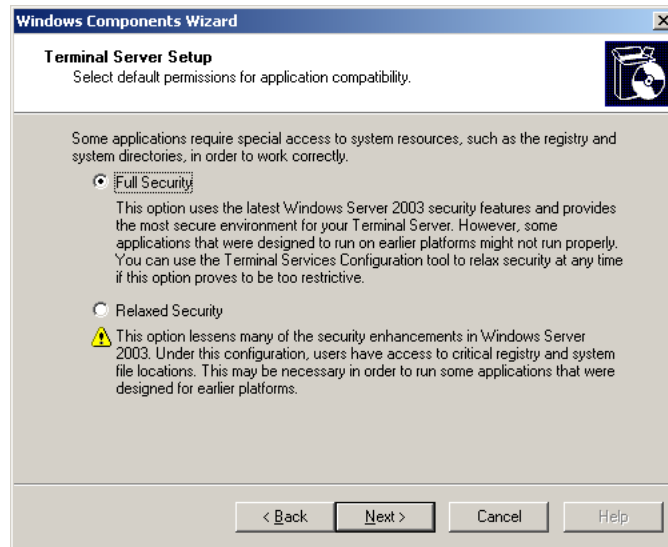 Windows Components Wizard
Terminal Server Setup
Select default permissions for application compatibility.
Some applications require special access to system resources, such as the registry and
system directories, in order to work correctly.
Full Security
This option uses the latest Windows Server 2003 security features and provides
the most secure environment for your Terminal Server. However, some
applications that were designed to run on earlier platforms might not run properly.
You can use the Terminal Services Configuration tool to relax security at any time
if this option proves to be too restrictive.
Relaxed Security
This option lessens many of the security enhancements in Windows Server
2003. Under this configuration, users have access to critical registry and system
file locations. This may be necessary in order to run some applications that were
designed for earlier platforms.
< Back Next > Cancel Help